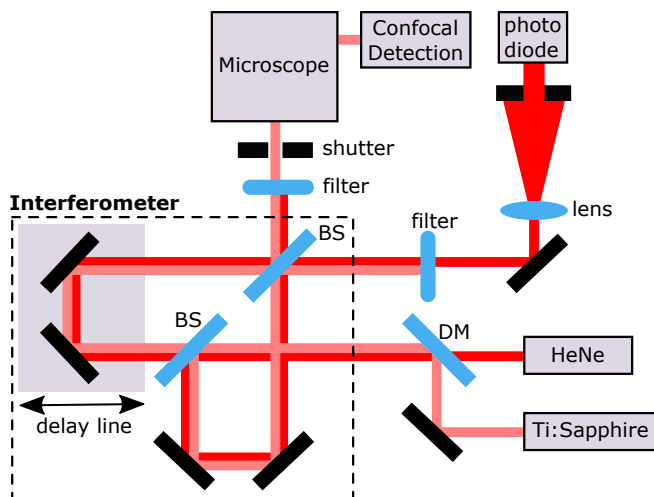 Microscope
Confocal
Detection
photo
diode
shutter
filter
Interferometer
BS
filter
lens
BS
DM
HeNe
delay line
Ti:Sapphire